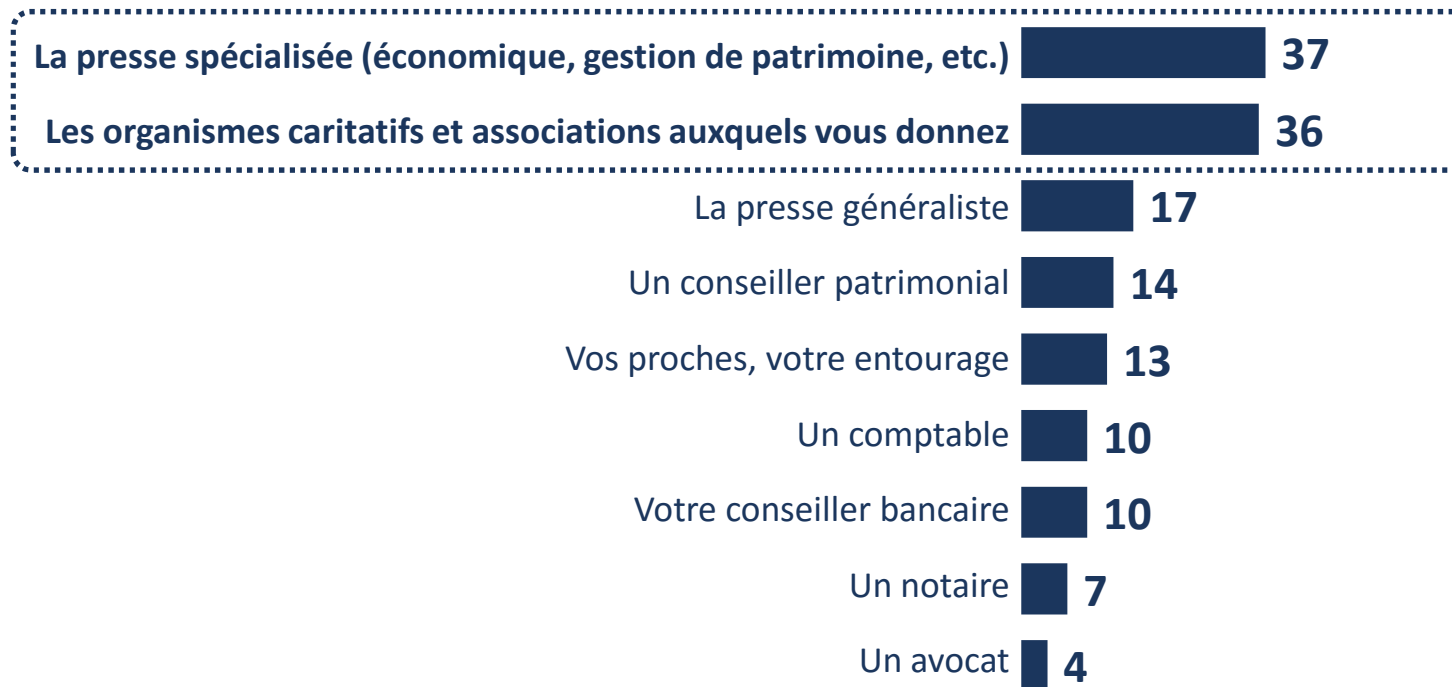 La presse spécialisée (économique, gestion de patrimoine, etc.) 37
Les organismes caritatifs et associations auxquels vous donnez 36
La presse généraliste 17
Un conseiller patrimonial 14
Vos proches, votre entourage 13
Un comptable 10
Votre conseiller bancaire 10
Un notaire 7
Un avocat 4